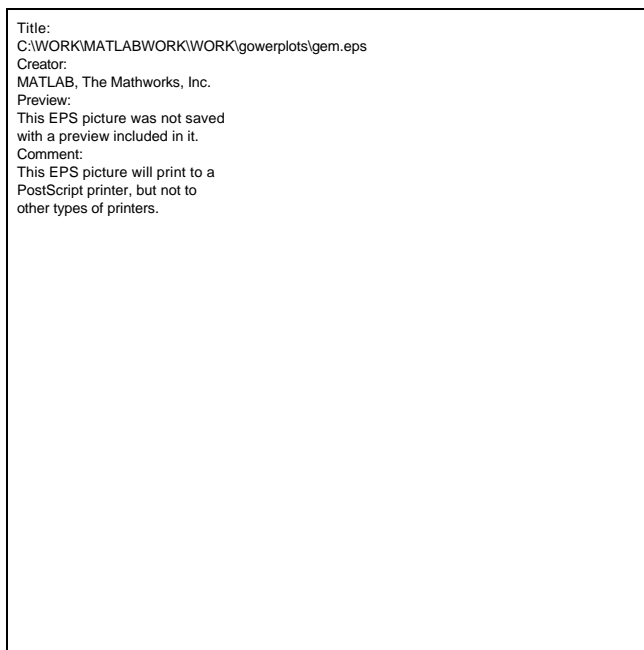 Title:
C:\WORK\MATLABWORK\WORK\gowerplots\gem.eps
Creator:
MATLAB, The Mathworks, Inc.
Preview:
This EPS picture was not saved
with a preview included in it.
Comment:
This EPS picture will print to a
PostScript printer, but not to
other types of printers.